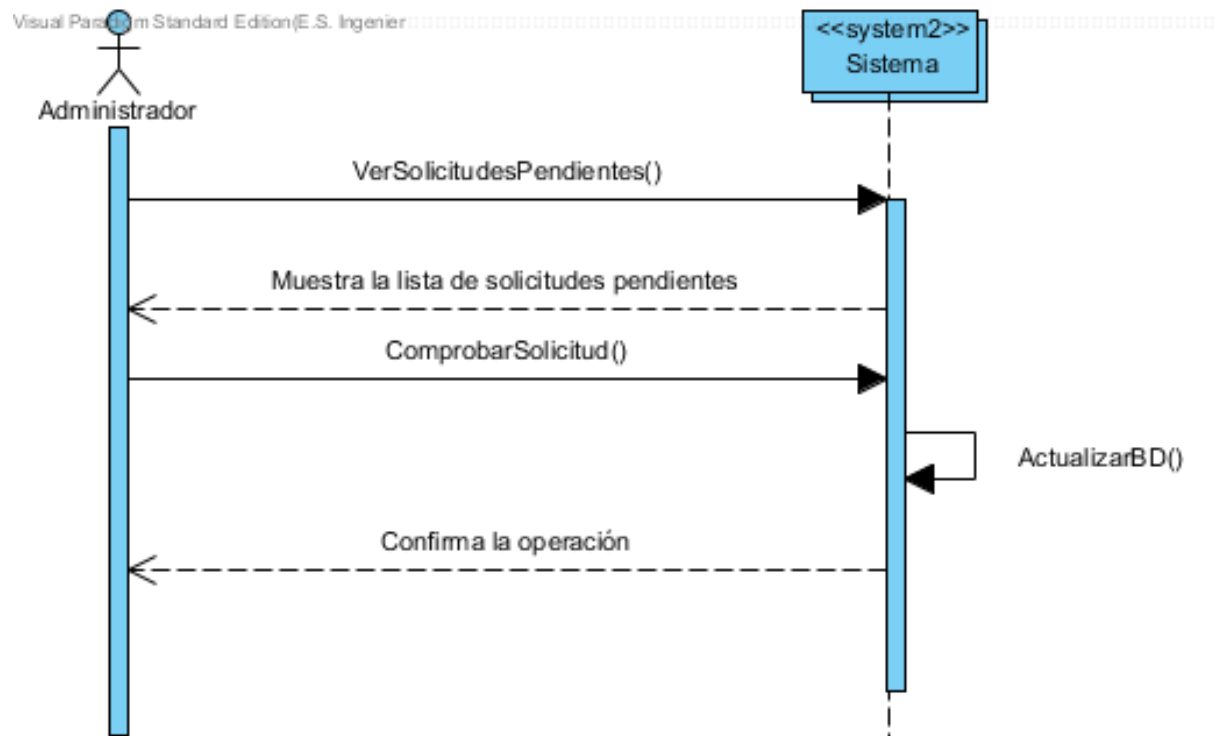 Visual Paradigm Standard Edition(E.S. Ingenier
<<system2>>
Sistema
Administrador
VerSolicitudesPendientes()
Muestra la lista de solicitudes pendientes
ComprobarSolicitud()
ActualizarBD()
Confirma la operación